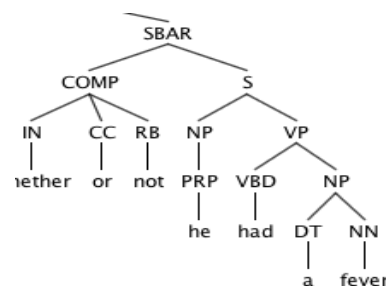 SBAR
COMP S
IN CC RB NP VP
hether or not PRP VBD NP
he had DT NN
a fever